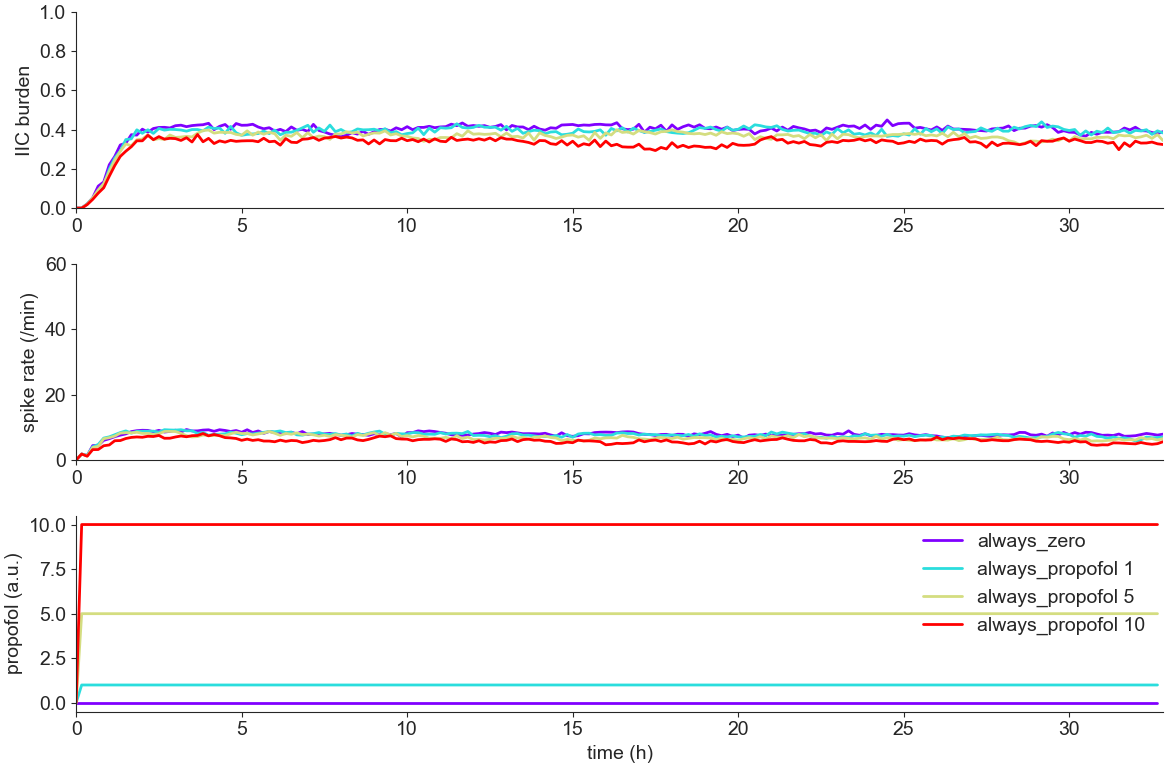 1.0
0.8
0.6
0.4
0.2
0.0
IIC burden
0 5 10 15 20 25 30
60
40
20
0
spike rate (/min)
0 5 10 15 20 25 30
10.0
7.5
5.0
2.5
0.0
propofol (a.u.)
always_zero
always_propofol 1
always_propofol 5
always_propofol 10
0 5 10 15 20 25 30
time (h)